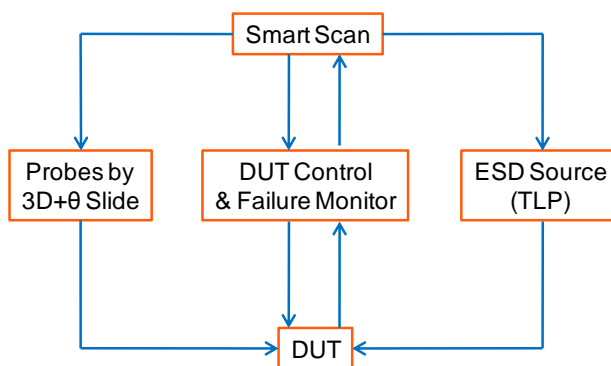 Smart Scan
Probes by
3D+θ Slide
DUT Control
& Failure Monitor
ESD Source
(TLP)
DUT